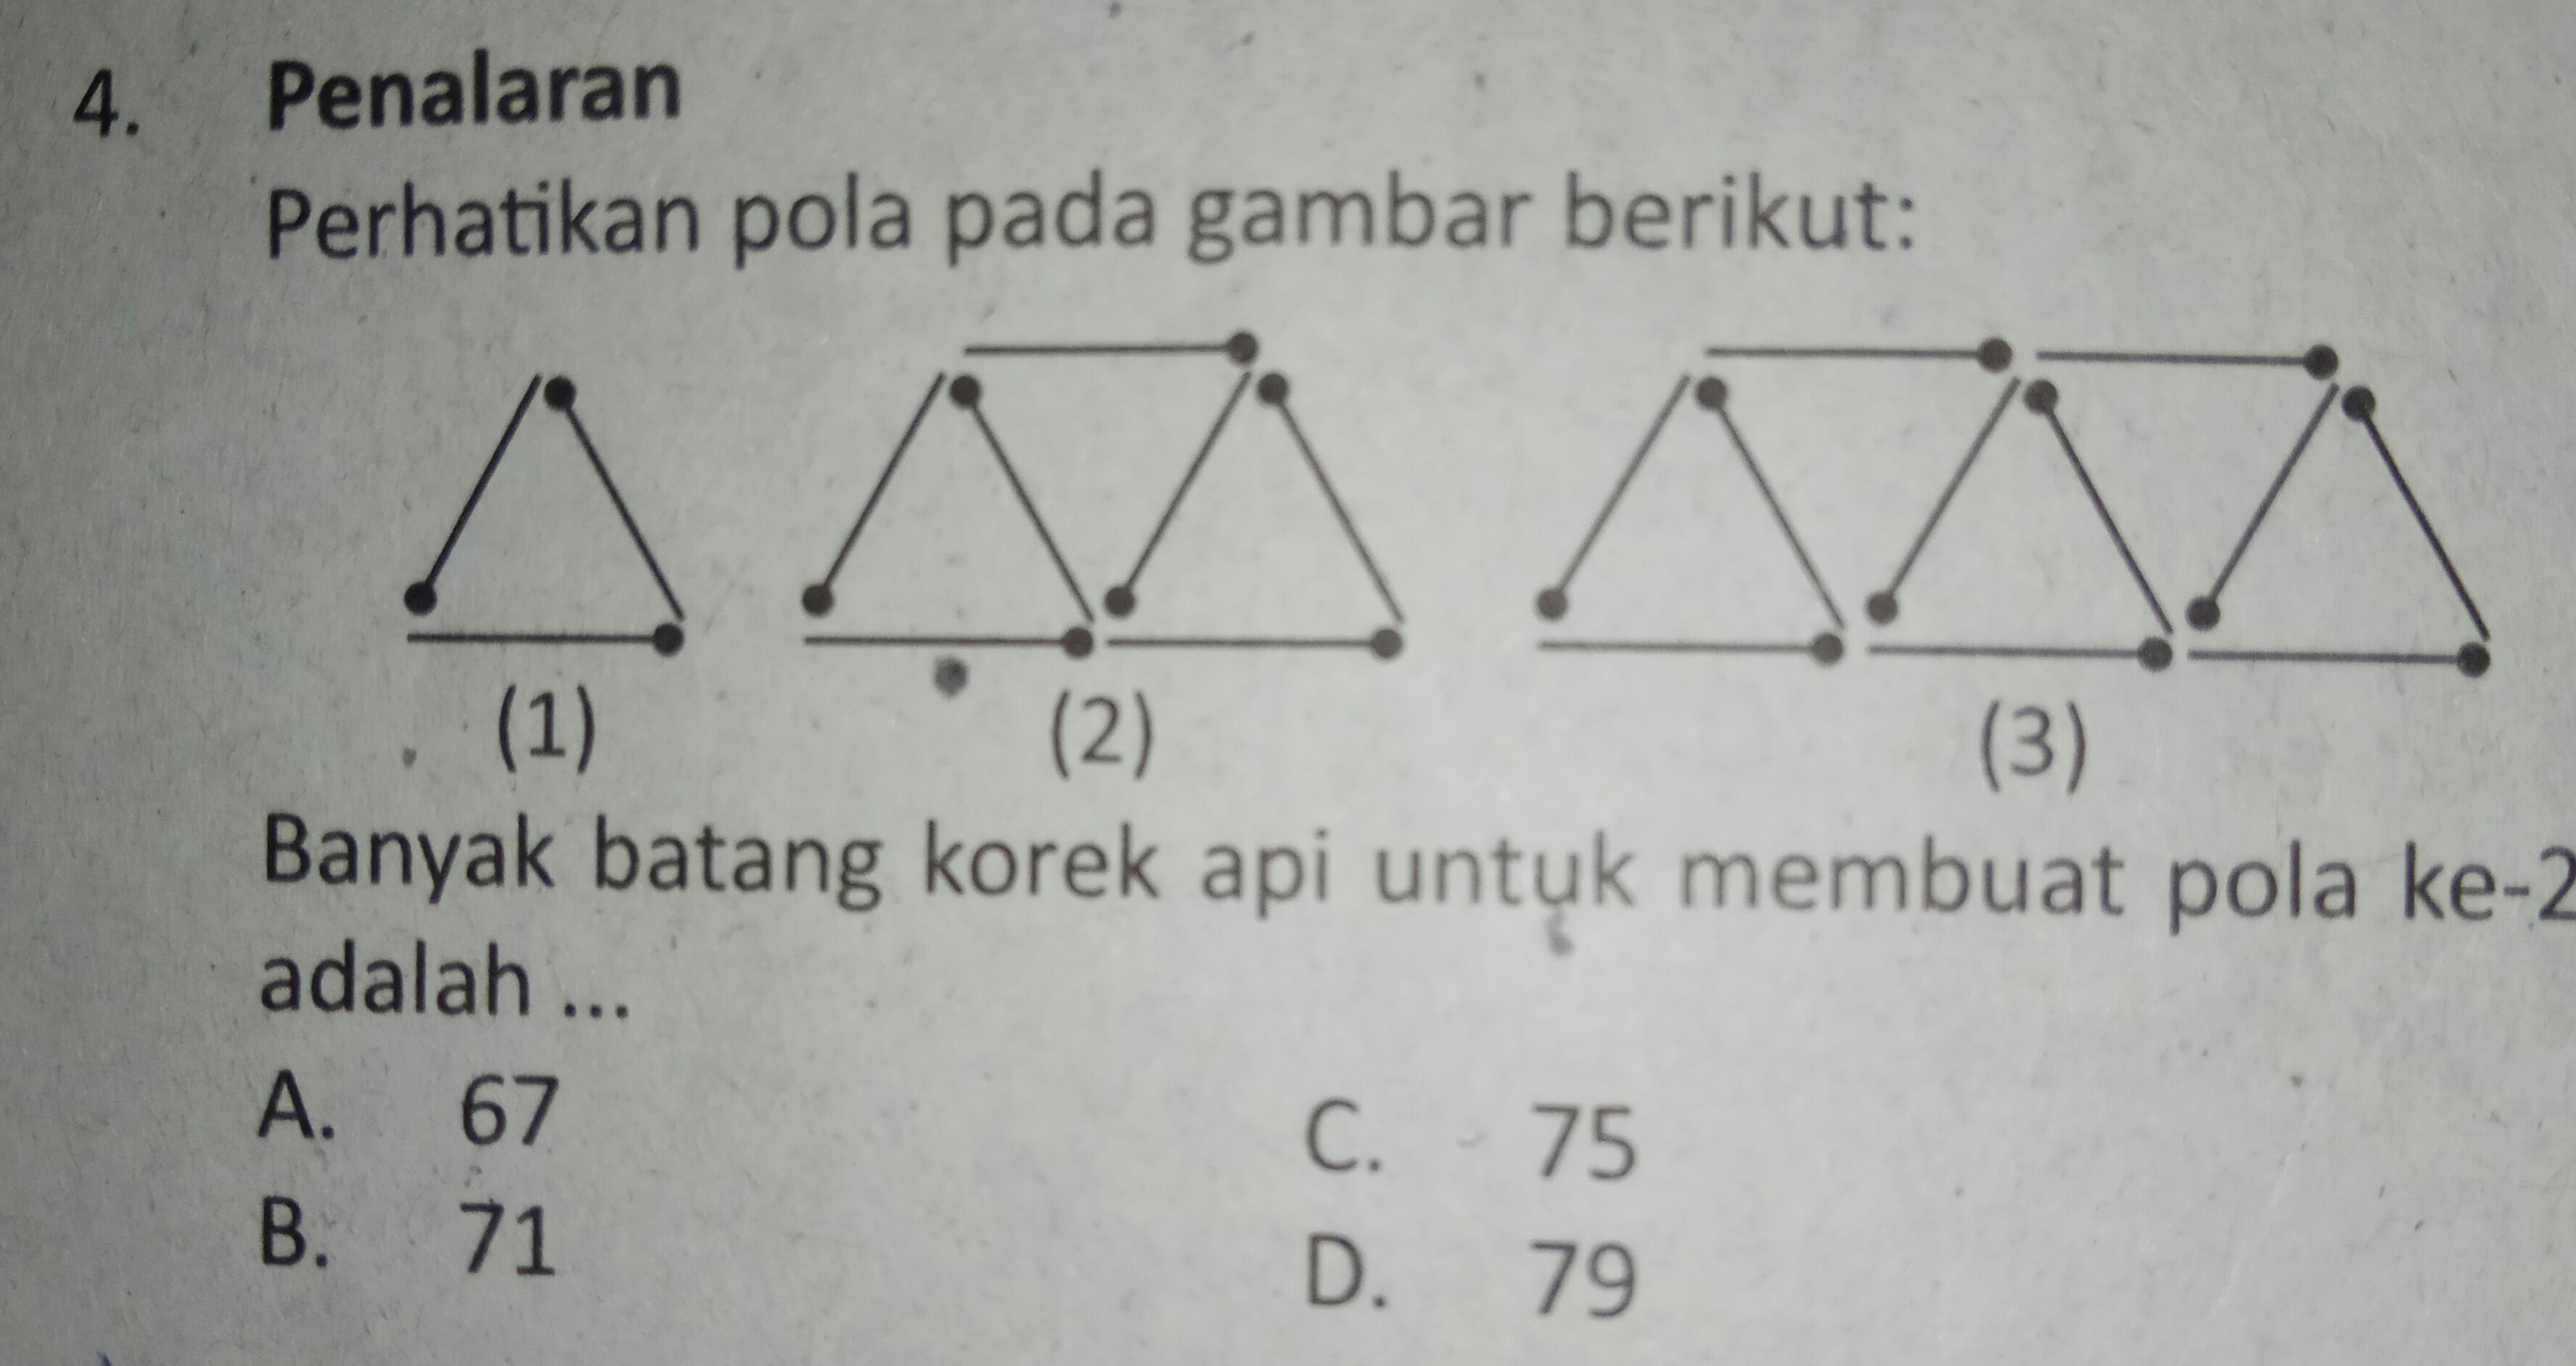 4. Penalaran
Perhatikan pola pada gambar berikut:
(1) (2) (3)
Banyak batang korek api untuk membuat pola ke-2
adalah ...
A. 67 C. 75
B. 71 D. 79